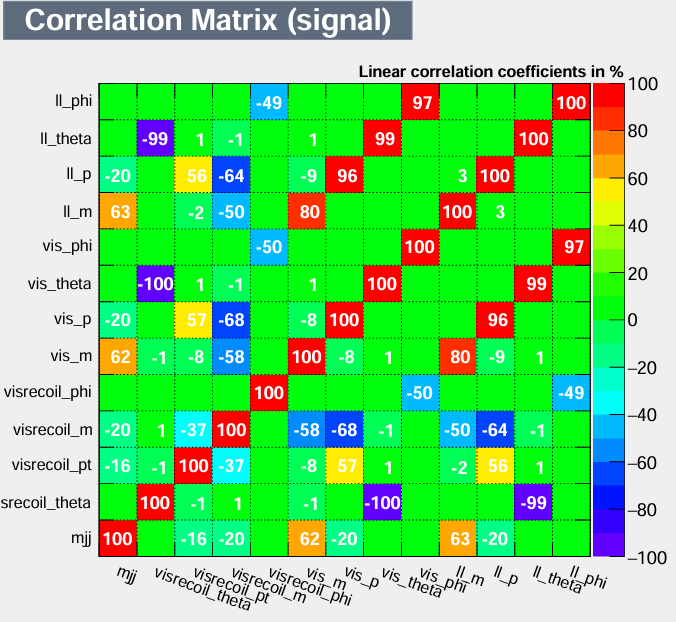 Correlation Matrix (signal)
Linear correlation coefficients in %
ll_phi -49 97 100
ll_theta -99 1 -1 1 99 100
ll_p -20 56 -64 -9 96 3 100
ll_m 63 -2 -50 80 100 3
vis_phi -50 100 97
vis_theta -100 1 -1 1 100 99
vis_p -20 57 -68 -8 100 96
vis_m 62 -1 -8 -58 100 -8 1 80 -9 1
visrecoil_phi 100 -50 -49
visrecoil_m -20 1 -37 100 -58 -68 -1 -50 -64 -1
visrecoil_pt -16 -1 100 -37 -8 57 1 -2 56 1
srecoil_theta 100 -1 1 -1 -100 -99
mjj 100 -16 -20 62 -20 63 -20
mjj visrecoil_theta visrecoil_pt visrecoil_m visrecoil_phi vis_m vis_p vis_theta vis_phi ll_m ll_p ll_theta ll_phi
100
80
60
40
20
0
−20
−40
−60
−80
−100